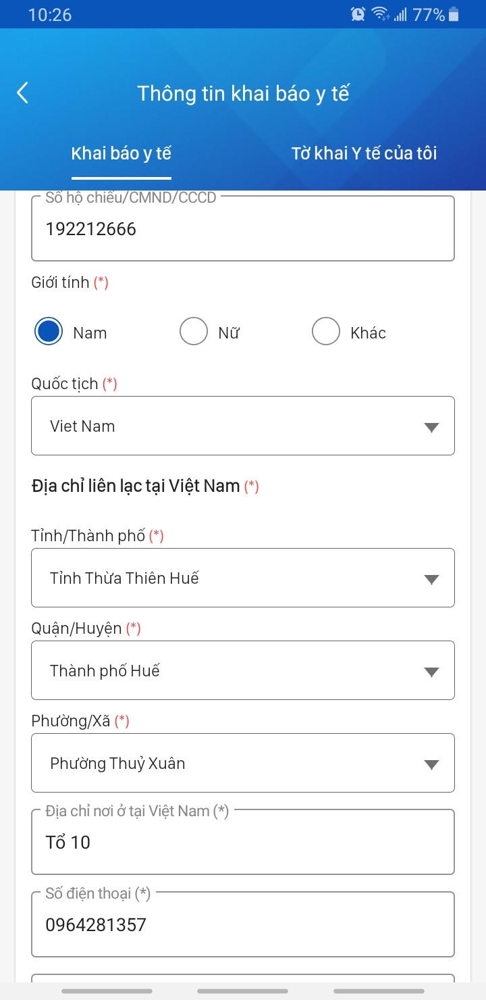 10:26 77%
Thông tin khai báo y tế
Khai báo y tế Tờ khai Y tế của tôi
Số hộ chiếu/CMND/CCCD
192212666
Giới tính (*)
Nam Nữ Khác
Quốc tịch (*)
Viet Nam
Địa chỉ liên lạc tại Việt Nam (*)
Tỉnh/Thành phố (*)
Tỉnh Thừa Thiên Huế
Quận/Huyện (*)
Thành phố Huế
Phường/Xã (*)
Phường Thuỷ Xuân
Địa chỉ nơi ở tại Việt Nam (*)
Tổ 10
Số điện thoại (*)
0964281357